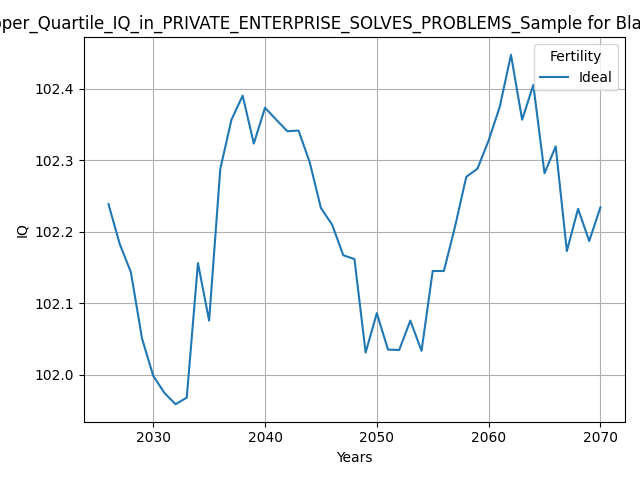 pper_Quartile_IQ_in_PRIVATE_ENTERPRISE_SOLVES_PROBLEMS_Sample for Bla
Fertility
Ideal
102.4
102.3
102.2
102.1
102.0
IQ
2030 2040 2050 2060 2070
Years